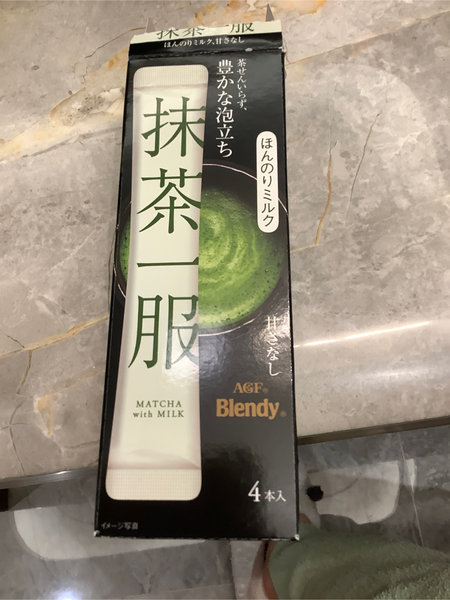 抹茶一服
ほんのりミルク、甘さなし
茶せんいらず、
豊かな泡立ち
ほんのりミルク
抹茶一服
甘さなし
MATCHA
with MILK
AGF®
Blendy®
4本入
イメージ写真